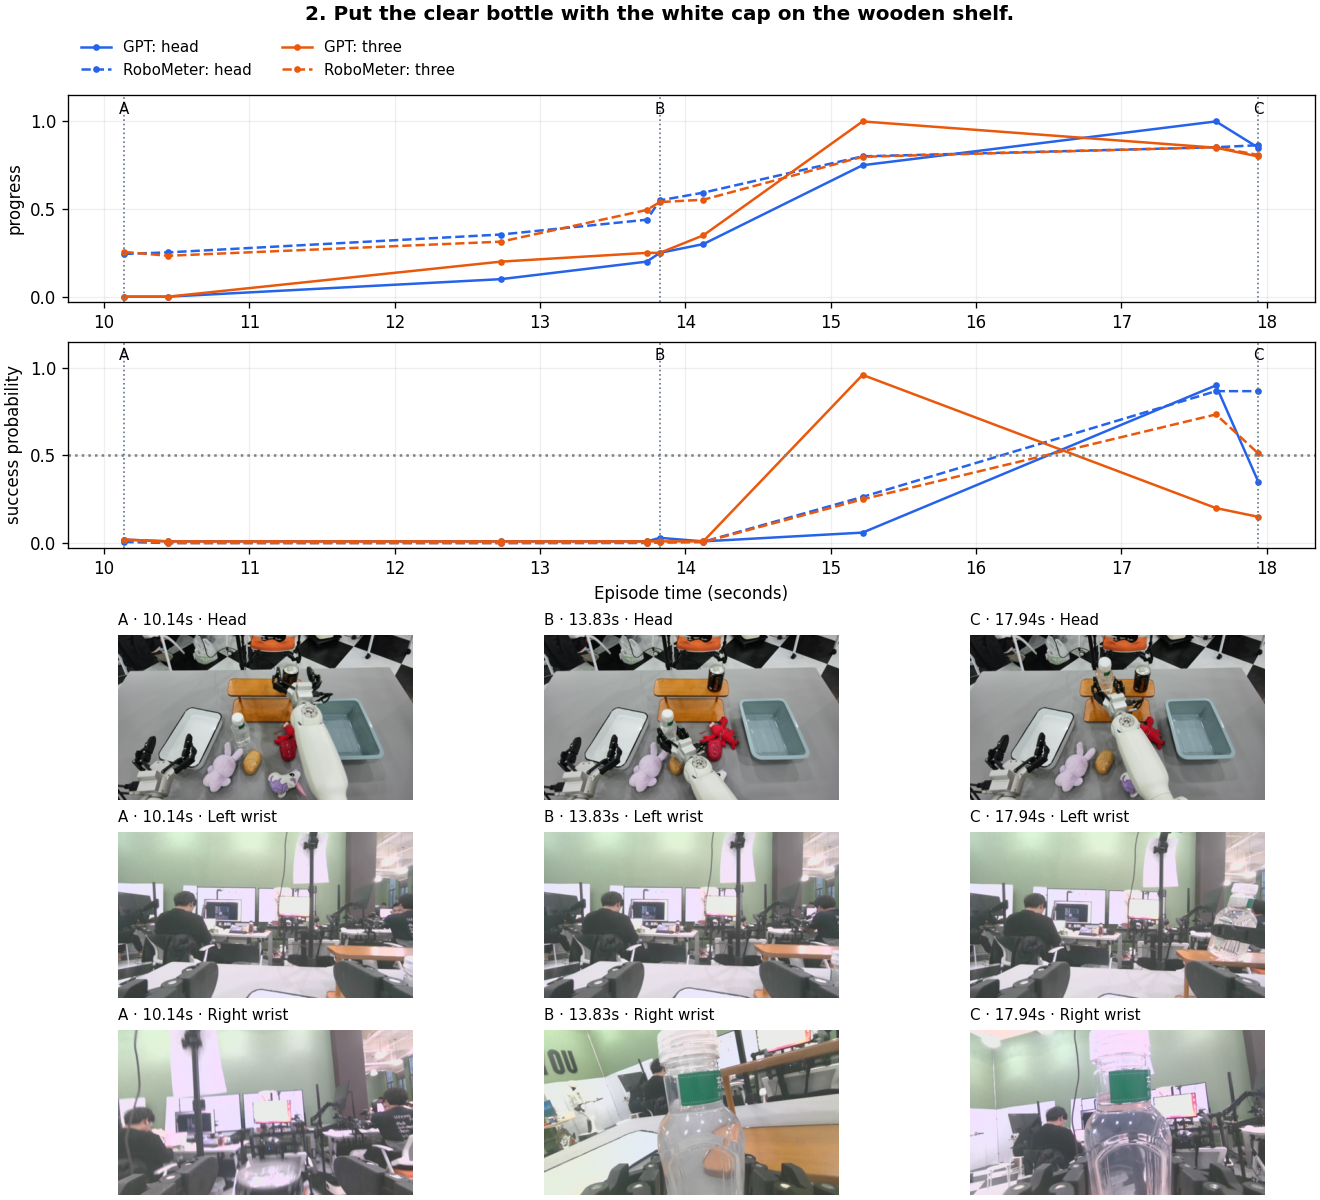 2. Put the clear bottle with the white cap on the wooden shelf.
GPT: head
GPT: three
RoboMeter: head
RoboMeter: three
A
B
C
1.0
0.5
0.0
progress
10 11 12 13 14 15 16 17 18
A
B
C
1.0
0.5
0.0
success probability
10 11 12 13 14 15 16 17 18
Episode time (seconds)
A · 10.14s · Head
B · 13.83s · Head
C · 17.94s · Head
A · 10.14s · Left wrist
B · 13.83s · Left wrist
C · 17.94s · Left wrist
A · 10.14s · Right wrist
B · 13.83s · Right wrist
C · 17.94s · Right wrist
YOU